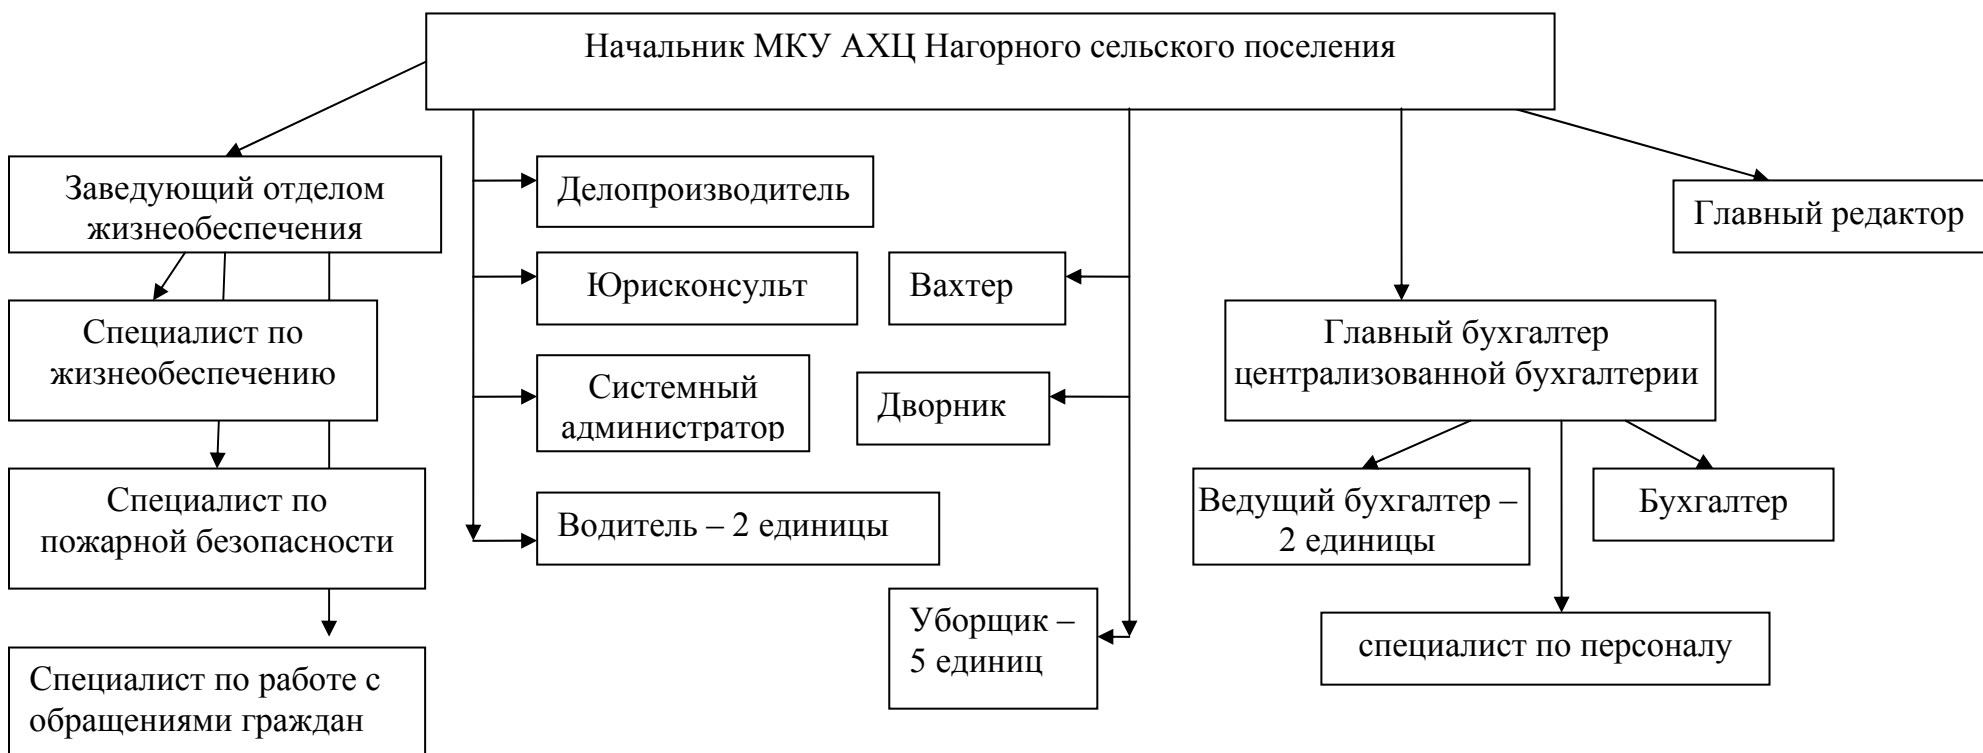 Начальник МКУ АХЦ Нагорного сельского поселения
Заведующий отделом
жизнеобеспечения
Делопроизводитель
Главный редактор
Юрисконсульт
Вахтер
Специалист по
жизнеобеспечению
Главный бухгалтер
централизованной бухгалтерии
Системный
администратор
Дворник
Специалист по
пожарной безопасности
Водитель – 2 единицы
Ведущий бухгалтер –
2 единицы
Бухгалтер
Уборщик –
5 единиц
специалист по персоналу
Специалист по работе с
обращениями граждан